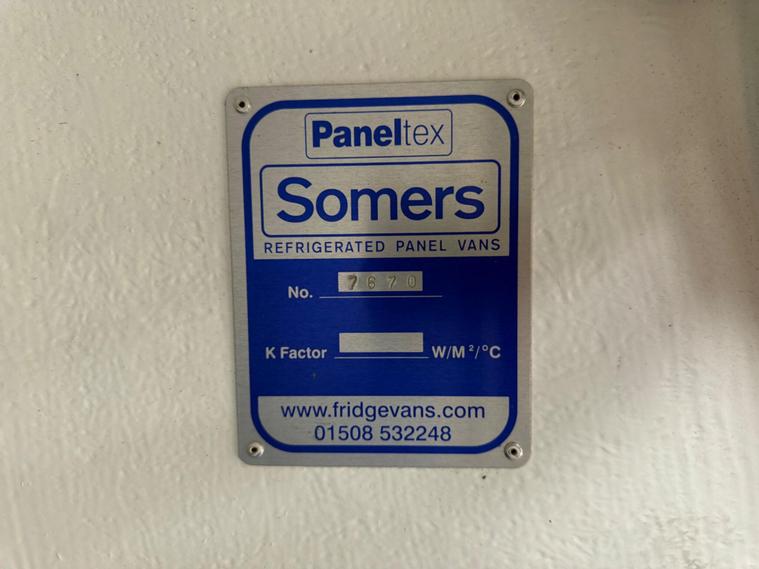 Paneltex
Somers
REFRIGERATED PANEL VANS
No. 7670
K Factor W/M²/°C
www.fridgevans.com
01508 532248